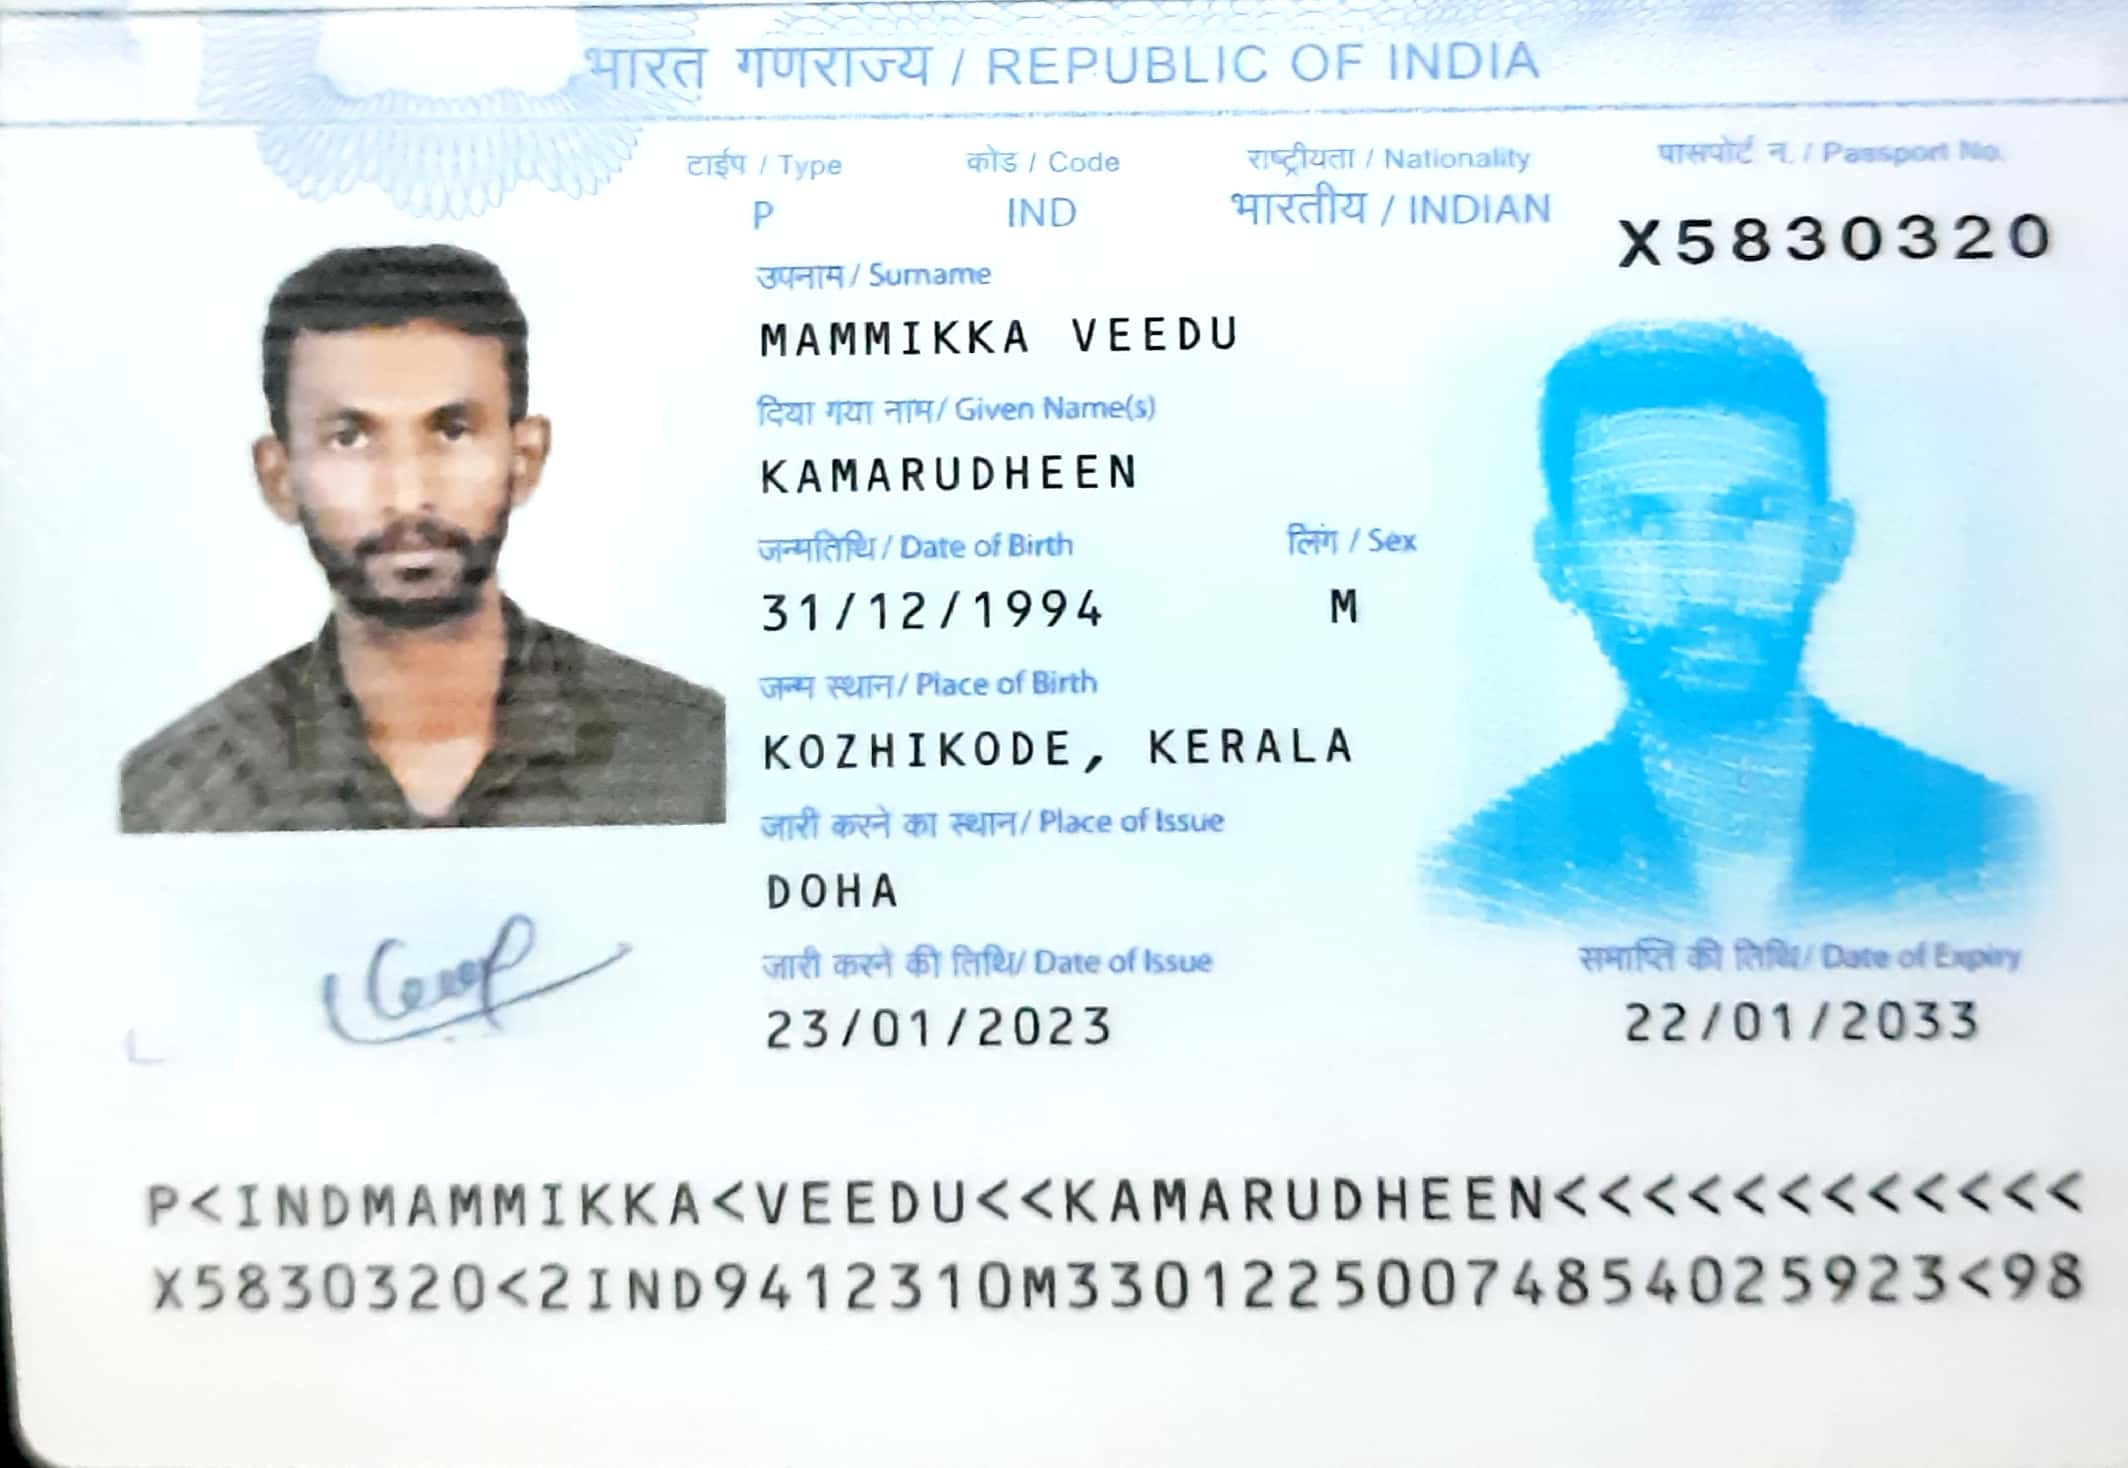 भारत गणराज्य / REPUBLIC OF INDIA
टाईप / Type कोड / Code राष्ट्रीयता / Nationality पासपोर्ट न. / Passport No.
P IND भारतीय / INDIAN X5830320
उपनाम / Surname
MAMMIKKA VEEDU
दिया गया नाम/ Given Name(s)
KAMARUDHEEN
जन्मतिथि / Date of Birth लिंग / Sex
31/12/1994 M
जन्म स्थान / Place of Birth
KOZHIKODE, KERALA
जारी करने का स्थान / Place of Issue
DOHA
जारी करने की तिथि/ Date of Issue समाप्ति की तिथि/ Date of Expiry
23/01/2023 22/01/2033
P<INDMAMMIKKA<VEEDU<<KAMARUDHEEN<<<<<<<<<<<<
X5830320<2IND9412310M3301225007485402592​3<98